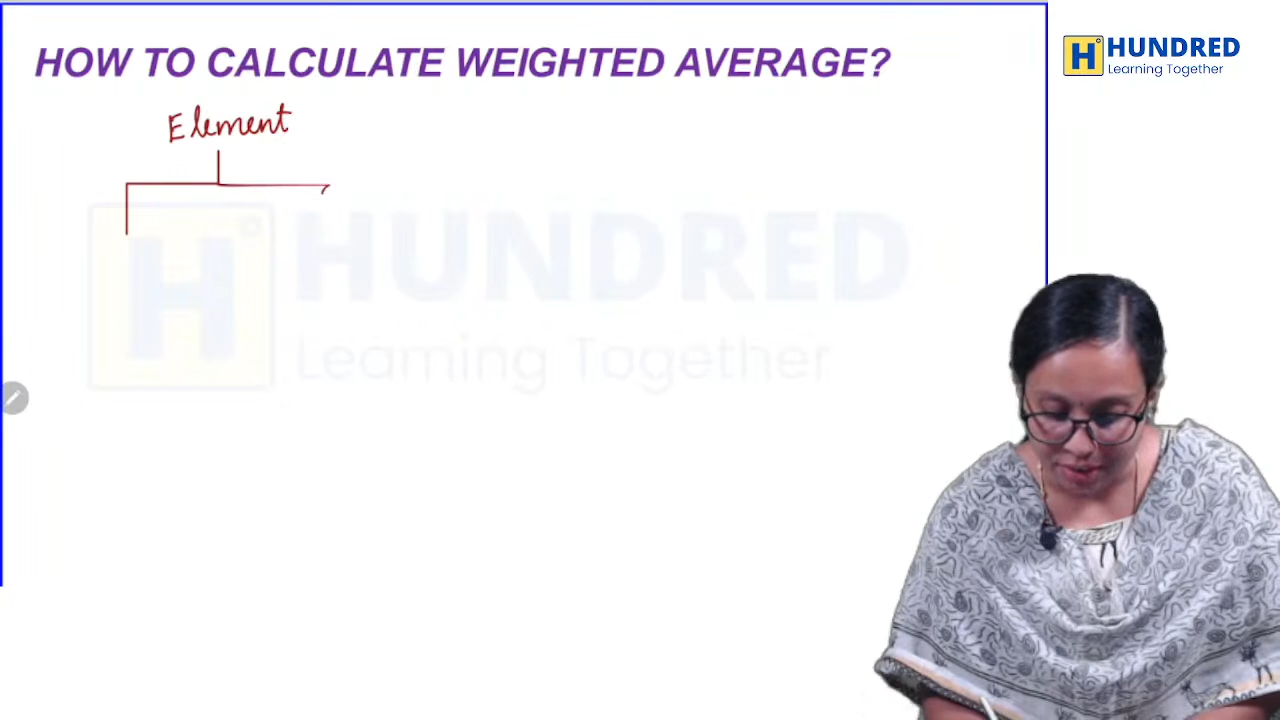 HOW TO CALCULATE WEIGHTED AVERAGE?
H HUNDRED
Learning Together
Element
H HUNDRED
Learning Together